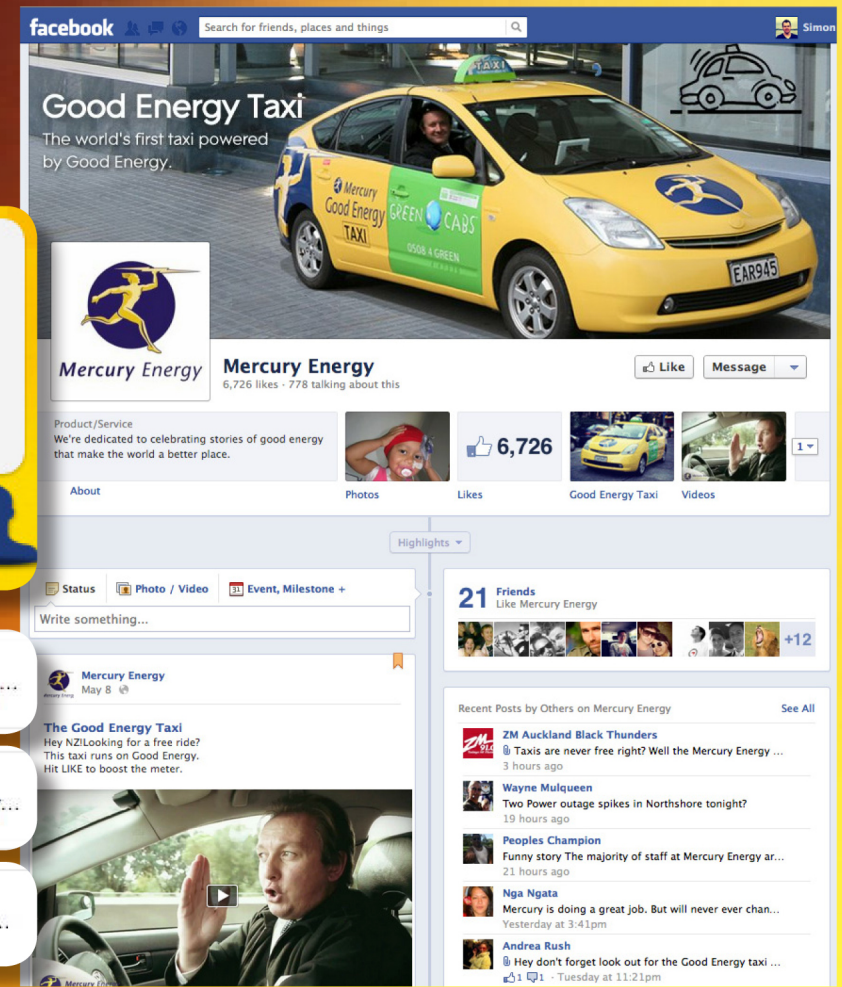 facebook
Search for friends, places and things
Simon
Good Energy Taxi
The world's first taxi powered
by Good Energy.
TAXI
Mercury
Good Energy
TAXI
GREEN CABS
0508 4 GREEN
EAR945
Mercury Energy
Mercury Energy
6,726 likes · 778 talking about this
Like
Message
Product/Service
We're dedicated to celebrating stories of good energy
that make the world a better place.
About
Photos
6,726
Likes
Good Energy Taxi
Videos
1
Highlights
Status
Photo / Video
31
Event, Milestone +
Write something...
Mercury Energy
May 8
The Good Energy Taxi
Hey NZ!Looking for a free ride?
This taxi runs on Good Energy.
Hit LIKE to boost the meter.
Mercury
21
Friends
Like Mercury Energy
+12
Recent Posts by Others on Mercury Energy
See All
ZM
ZM Auckland Black Thunders
Taxis are never free right? Well the Mercury Energy ...
3 hours ago
Wayne Mulqueen
Two Power outage spikes in Northshore tonight?
19 hours ago
Peoples Champion
Funny story The majority of staff at Mercury Energy ar...
21 hours ago
Nga Ngata
Mercury is doing a great job. But will never ever chan...
Yesterday at 3:41pm
Andrea Rush
Hey don't forget look out for the Good Energy taxi ...
1 1 · Tuesday at 11:21pm